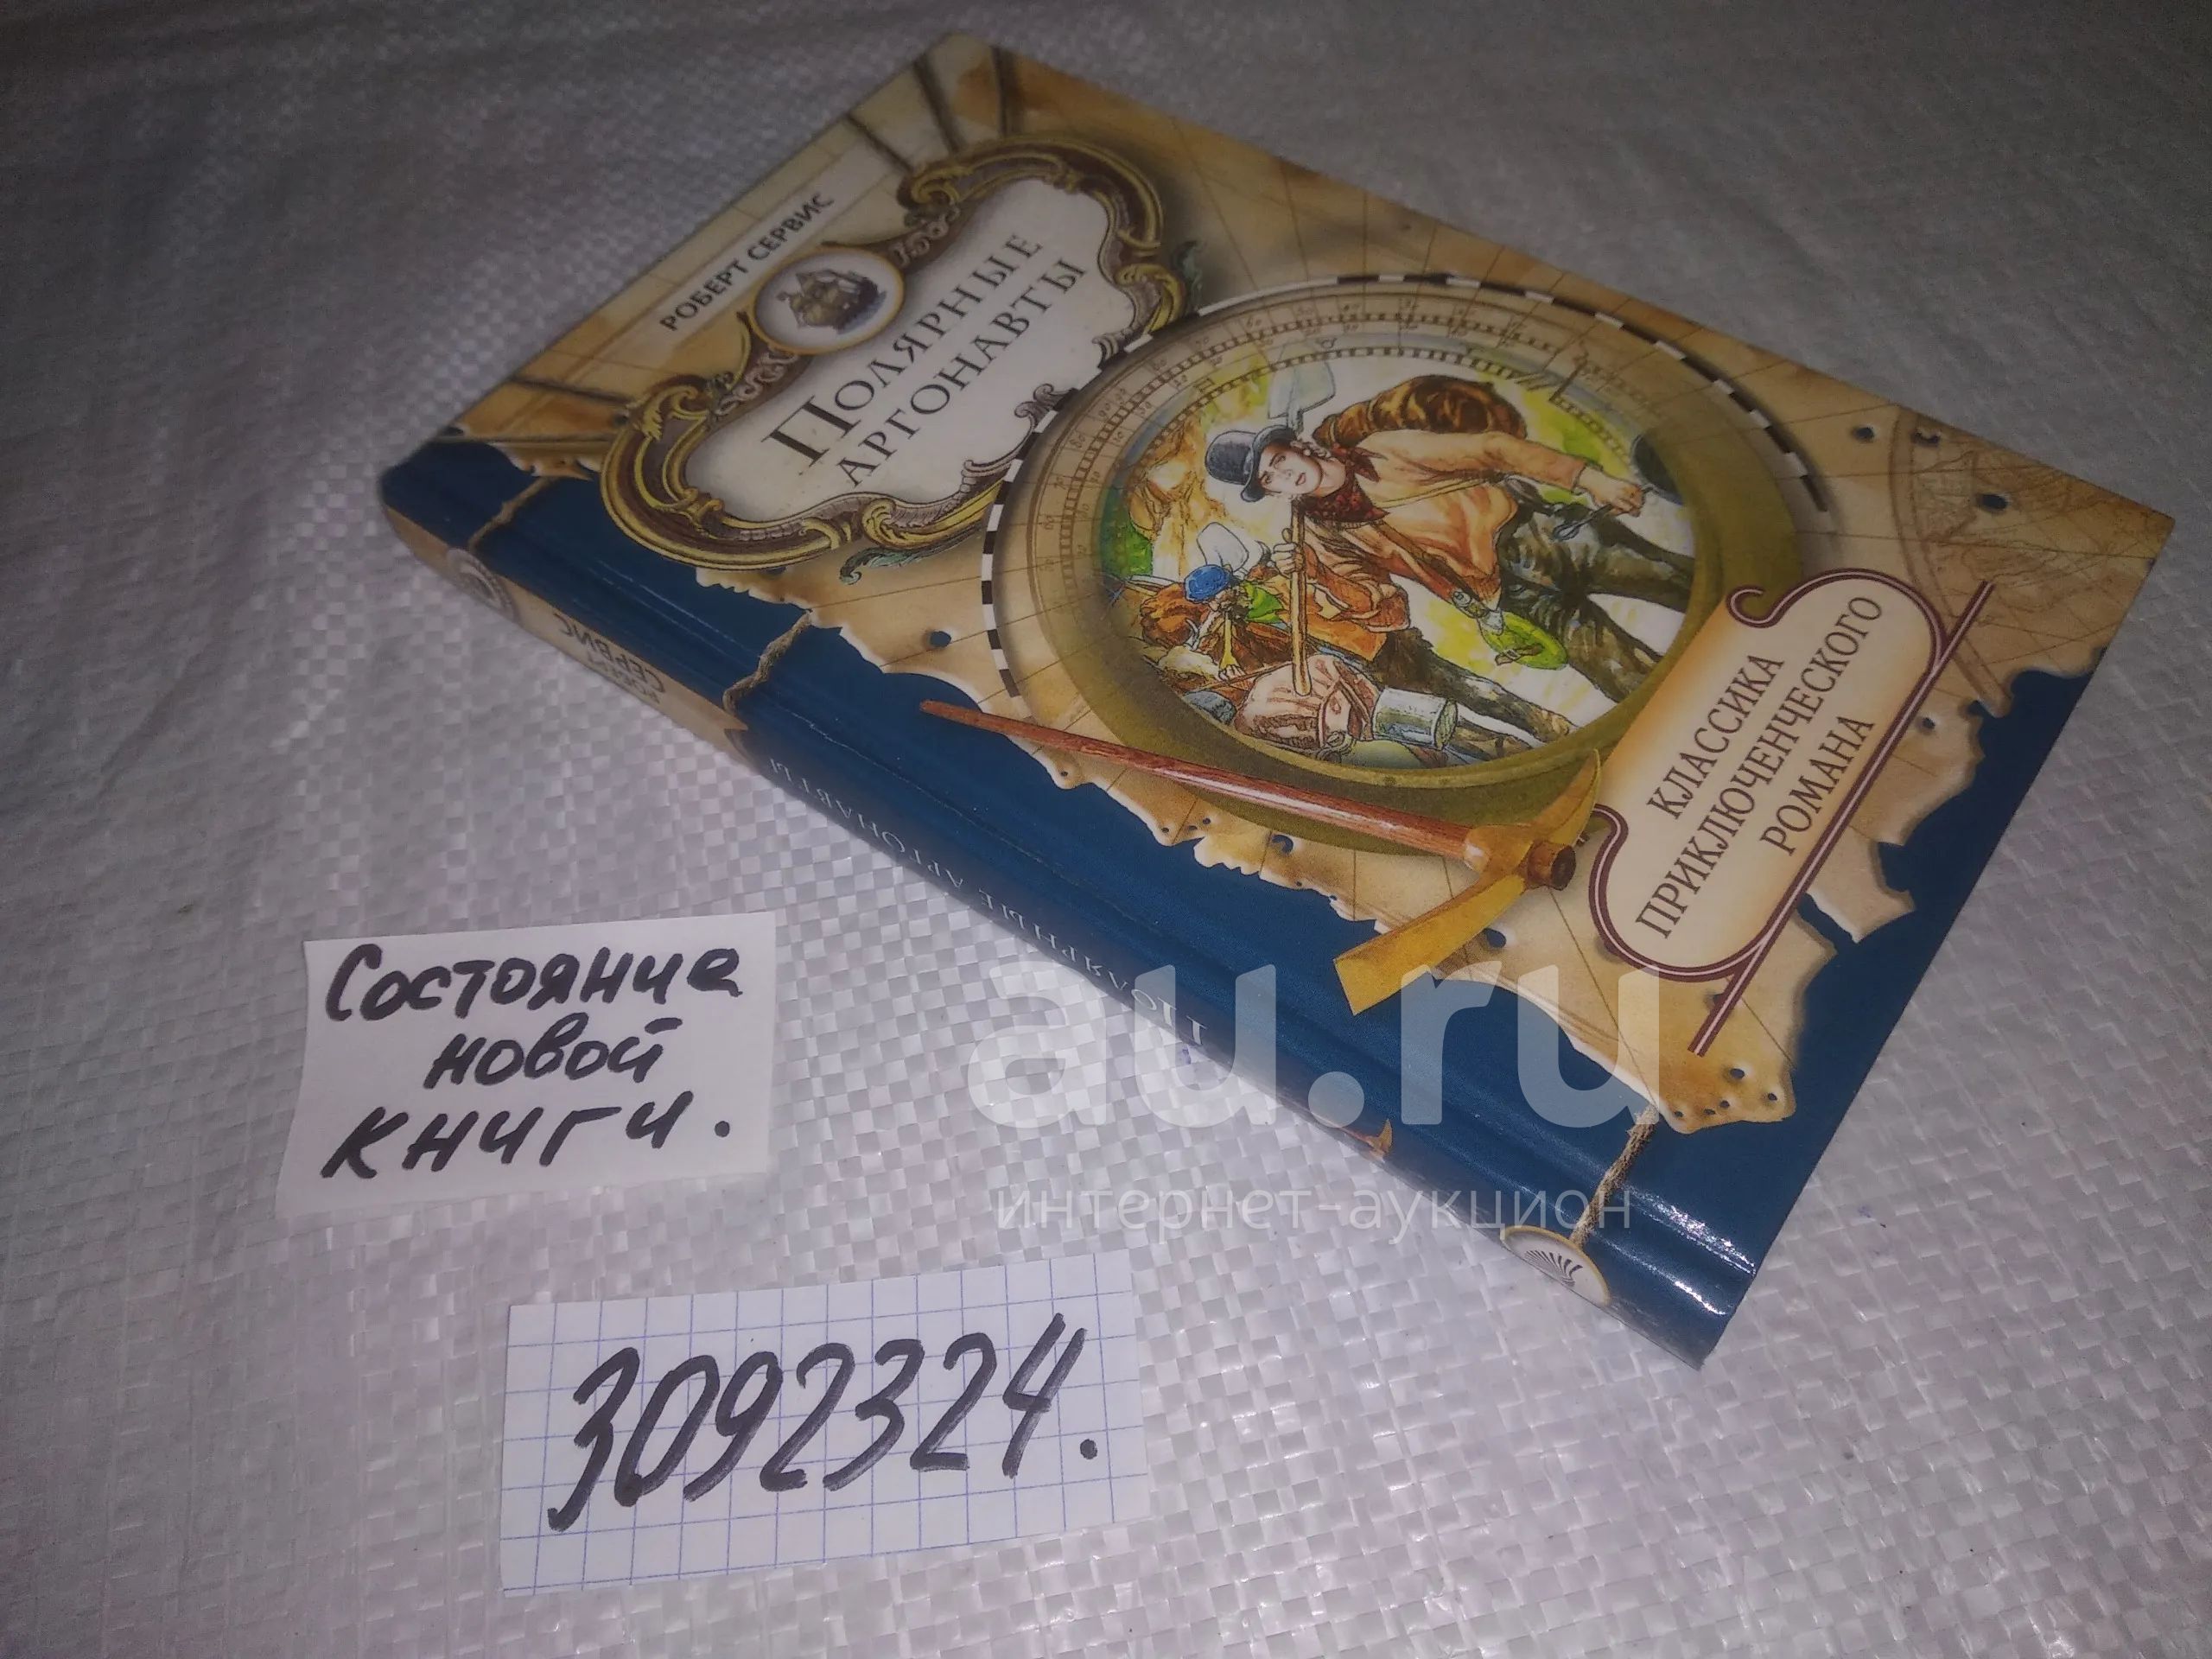 РОБЕРТ СЕРВИС
ПОЛЯРНЫЕ
АРГОНАВТЫ
КЛАССИКА
ПРИКЛЮЧЕНЧЕСКОГО
РОМАНА
РОБЕРТ
СЕРВИС
ПОЛЯРНЫЕ АРГОНАВТЫ
Состояние
новой
книги.
3092324.
au.ru
интернет-аукцион